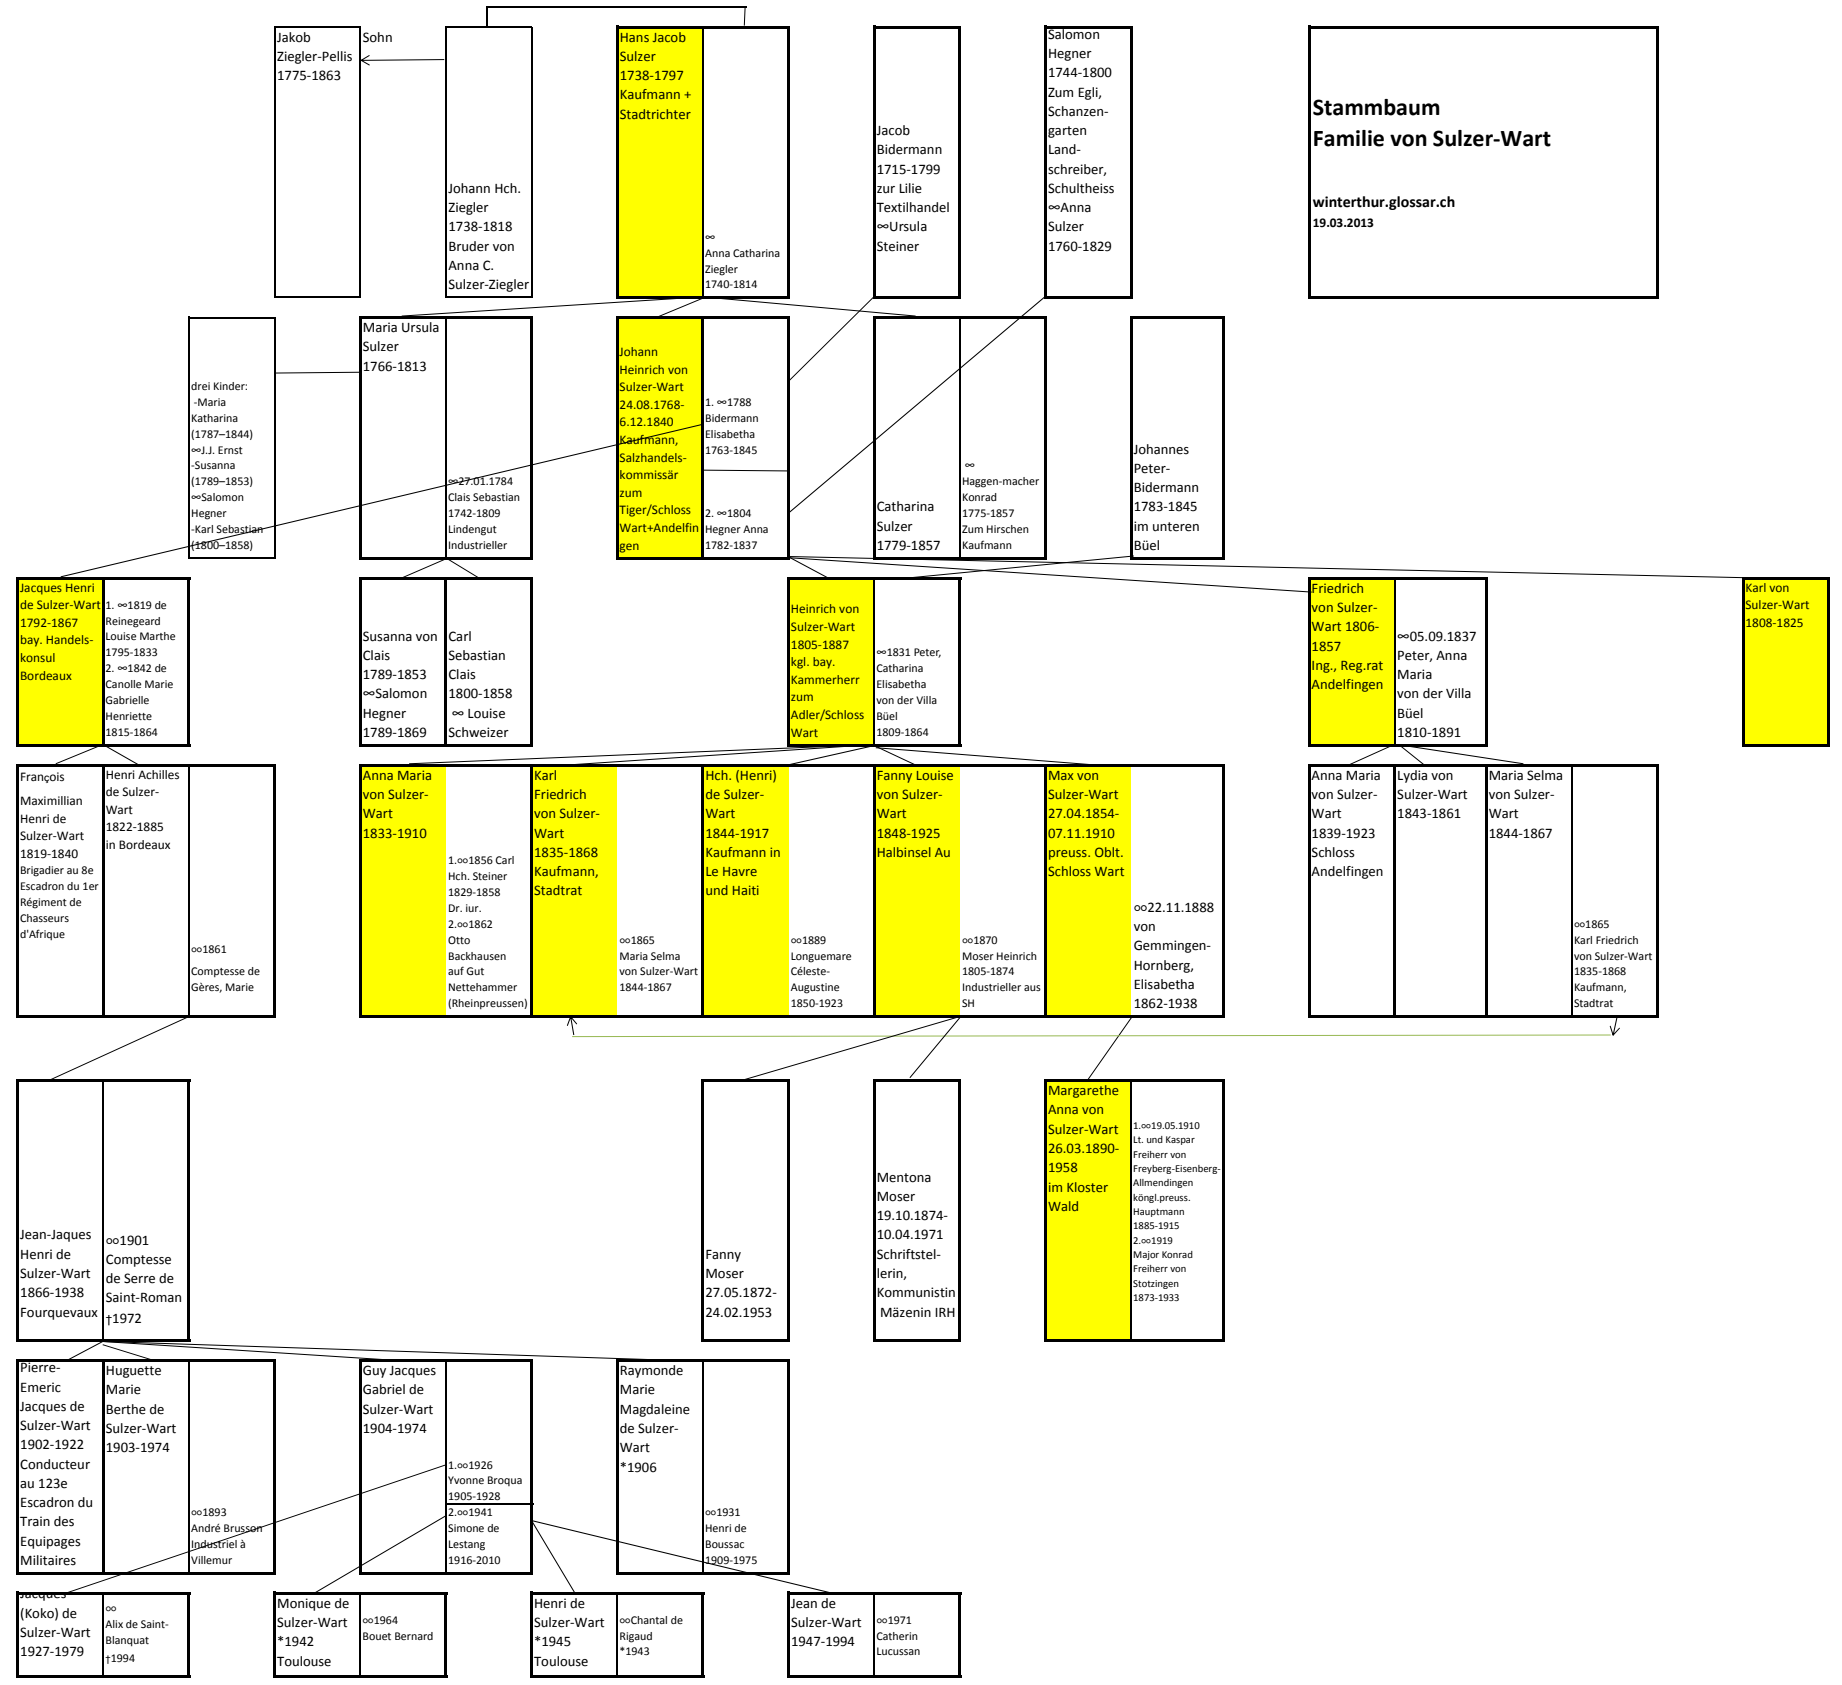 Jakob
Ziegler-Pellis
1775-1863
Sohn
Johann Hch.
Ziegler
1738-1818
Bruder von
Anna C.
Sulzer-Ziegler
Hans Jacob
Sulzer
1738-1797
Kaufmann +
Stadtrichter
∞
Anna Catharina
Ziegler
1740-1814
Jacob
Bidermann
1715-1799
zur Lilie
Textilhandel
∞Ursula
Steiner
Salomon
Hegner
1744-1800
Zum Egli,
Schanzen-
garten
Land-
schreiber,
Schultheiss
∞Anna
Sulzer
1760-1829
Stammbaum
Familie von Sulzer-Wart
winterthur.glossar.ch
19.03.2013
drei Kinder:
-Maria
Katharina
(1787–1844)
∞J.J. Ernst
-Susanna
(1789–1853)
∞Salomon
Hegner
-Karl Sebastian
(1800–1858)
Maria Ursula
Sulzer
1766-1813
∞27.01.1784
Clais Sebastian
1742-1809
Lindengut
Industrieller
Johann
Heinrich von
Sulzer-Wart
24.08.1768-
6.12.1840
Kaufmann,
Salzhandels-
kommissär
zum
Tiger/Schloss
Wart+Andelfin
gen
1. ∞1788
Bidermann
Elisabetha
1763-1845
2. ∞1804
Hegner Anna
1782-1837
Catharina
Sulzer
1779-1857
∞
Haggen-macher
Konrad
1775-1857
Zum Hirschen
Kaufmann
Johannes
Peter-
Bidermann
1783-1845
im unteren
Büel
Jacques Henri
de Sulzer-Wart
1792-1867
bay. Handels-
konsul
Bordeaux
1. ∞1819 de
Reinegeard
Louise Marthe
1795-1833
2. ∞1842 de
Canolle Marie
Gabrielle
Henriette
1815-1864
Susanna von
Clais
1789-1853
∞Salomon
Hegner
1789-1869
Carl
Sebastian
Clais
1800-1858
∞ Louise
Schweizer
Heinrich von
Sulzer-Wart
1805-1887
kgl. bay.
Kammerherr
zum
Adler/Schloss
Wart
∞1831 Peter,
Catharina
Elisabetha
von der Villa
Büel
1809-1864
Friedrich
von Sulzer-
Wart 1806-
1857
Ing., Reg.rat
Andelfingen
∞05.09.1837
Peter, Anna
Maria
von der Villa
Büel
1810-1891
Karl von
Sulzer-Wart
1808-1825
François
Maximillian
Henri de
Sulzer-Wart
1819-1840
Brigadier au 8e
Escadron du 1er
Régiment de
Chasseurs
d'Afrique
Henri Achilles
de Sulzer-
Wart
1822-1885
in Bordeaux
∞1861
Comptesse de
Gères, Marie
Anna Maria
von Sulzer-
Wart
1833-1910
1.∞1856 Carl
Hch. Steiner
1829-1858
Dr. iur.
2.∞1862
Otto
Backhausen
auf Gut
Nettehammer
(Rheinpreussen)
Karl
Friedrich
von Sulzer-
Wart
1835-1868
Kaufmann,
Stadtrat
∞1865
Maria Selma
von Sulzer-Wart
1844-1867
Hch. (Henri)
de Sulzer-
Wart
1844-1917
Kaufmann in
Le Havre
und Haiti
∞1889
Longuemare
Céleste-
Augustine
1850-1923
Fanny Louise
von Sulzer-
Wart
1848-1925
Halbinsel Au
∞1870
Moser Heinrich
1805-1874
Industrieller aus
SH
Max von
Sulzer-Wart
27.04.1854-
07.11.1910
preuss. Oblt.
Schloss Wart
∞22.11.1888
von
Gemmingen-
Hornberg,
Elisabetha
1862-1938
Anna Maria
von Sulzer-
Wart
1839-1923
Schloss
Andelfingen
Lydia von
Sulzer-Wart
1843-1861
Maria Selma
von Sulzer-
Wart
1844-1867
∞1865
Karl Friedrich
von Sulzer-Wart
1835-1868
Kaufmann,
Stadtrat
Jean-Jaques
Henri de
Sulzer-Wart
1866-1938
Fourquevaux
∞1901
Comptesse
de Serre de
Saint-Roman
†1972
Fanny
Moser
27.05.1872-
24.02.1953
Mentona
Moser
19.10.1874-
10.04.1971
Schriftstel-
lerin,
Kommunistin
Mäzenin IRH
Margarethe
Anna von
Sulzer-Wart
26.03.1890-
1958
im Kloster
Wald
1.∞19.05.1910
Lt. und Kaspar
Freiherr von
Freyberg-Eisenberg-
Allmendingen
köngl.preuss.
Hauptmann
1885-1915
2.∞1919
Major Konrad
Freiherr von
Stotzingen
1873-1933
Pierre-
Emeric
Jacques de
Sulzer-Wart
1902-1922
Conducteur
au 123e
Escadron du
Train des
Equipages
Militaires
Huguette
Marie
Berthe de
Sulzer-Wart
1903-1974
∞1893
André Brusson
Industriel à
Villemur
Guy Jacques
Gabriel de
Sulzer-Wart
1904-1974
1.∞1926
Yvonne Broqua
1905-1928
2.∞1941
Simone de
Lestang
1916-2010
Raymonde
Marie
Magdaleine
de Sulzer-
Wart
*1906
∞1931
Henri de
Boussac
1909-1975
Jacques
(Koko) de
Sulzer-Wart
1927-1979
∞
Alix de Saint-
Blanquat
†1994
Monique de
Sulzer-Wart
*1942
Toulouse
∞1964
Bouet Bernard
Henri de
Sulzer-Wart
*1945
Toulouse
∞Chantal de
Rigaud
*1943
Jean de
Sulzer-Wart
1947-1994
∞1971
Catherin
Lucussan